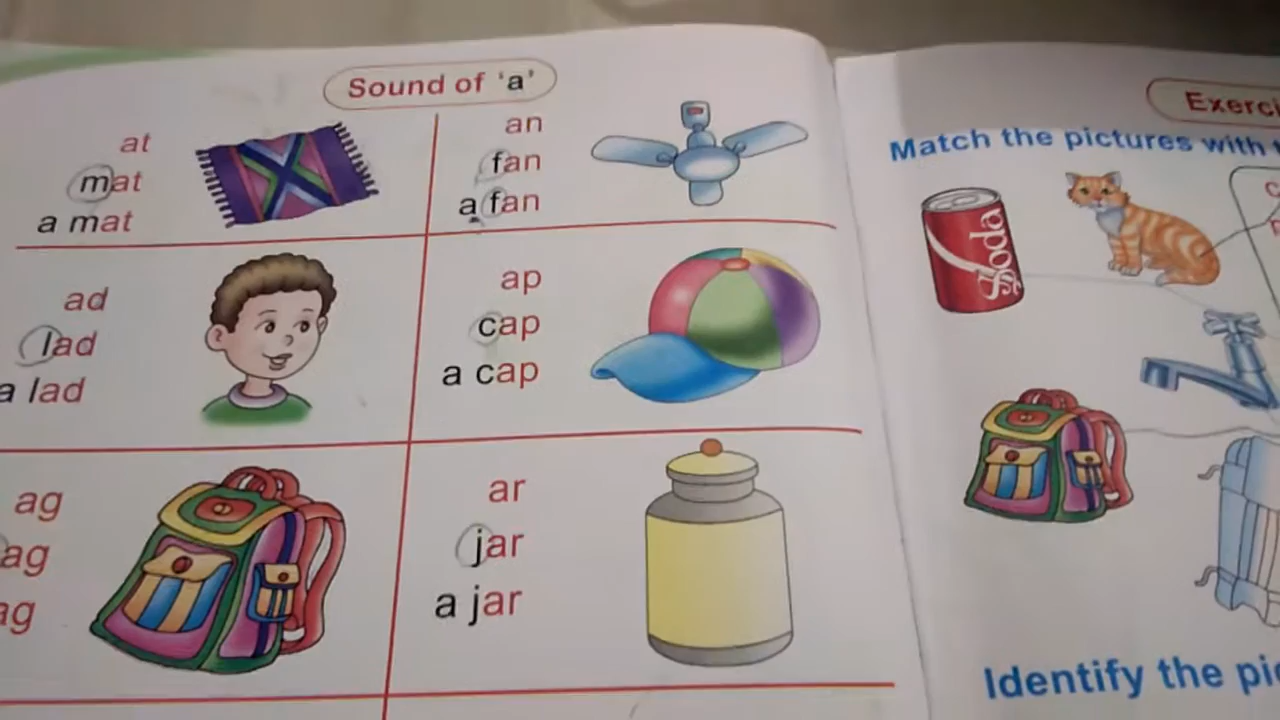 Sound of 'a'
at
mat
a mat
an
fan
a fan
ad
lad
a lad
ap
cap
a cap
ag
ag
ag
ar
jar
a jar
Exerci
Match the pictures with
Soda
Identify the pi